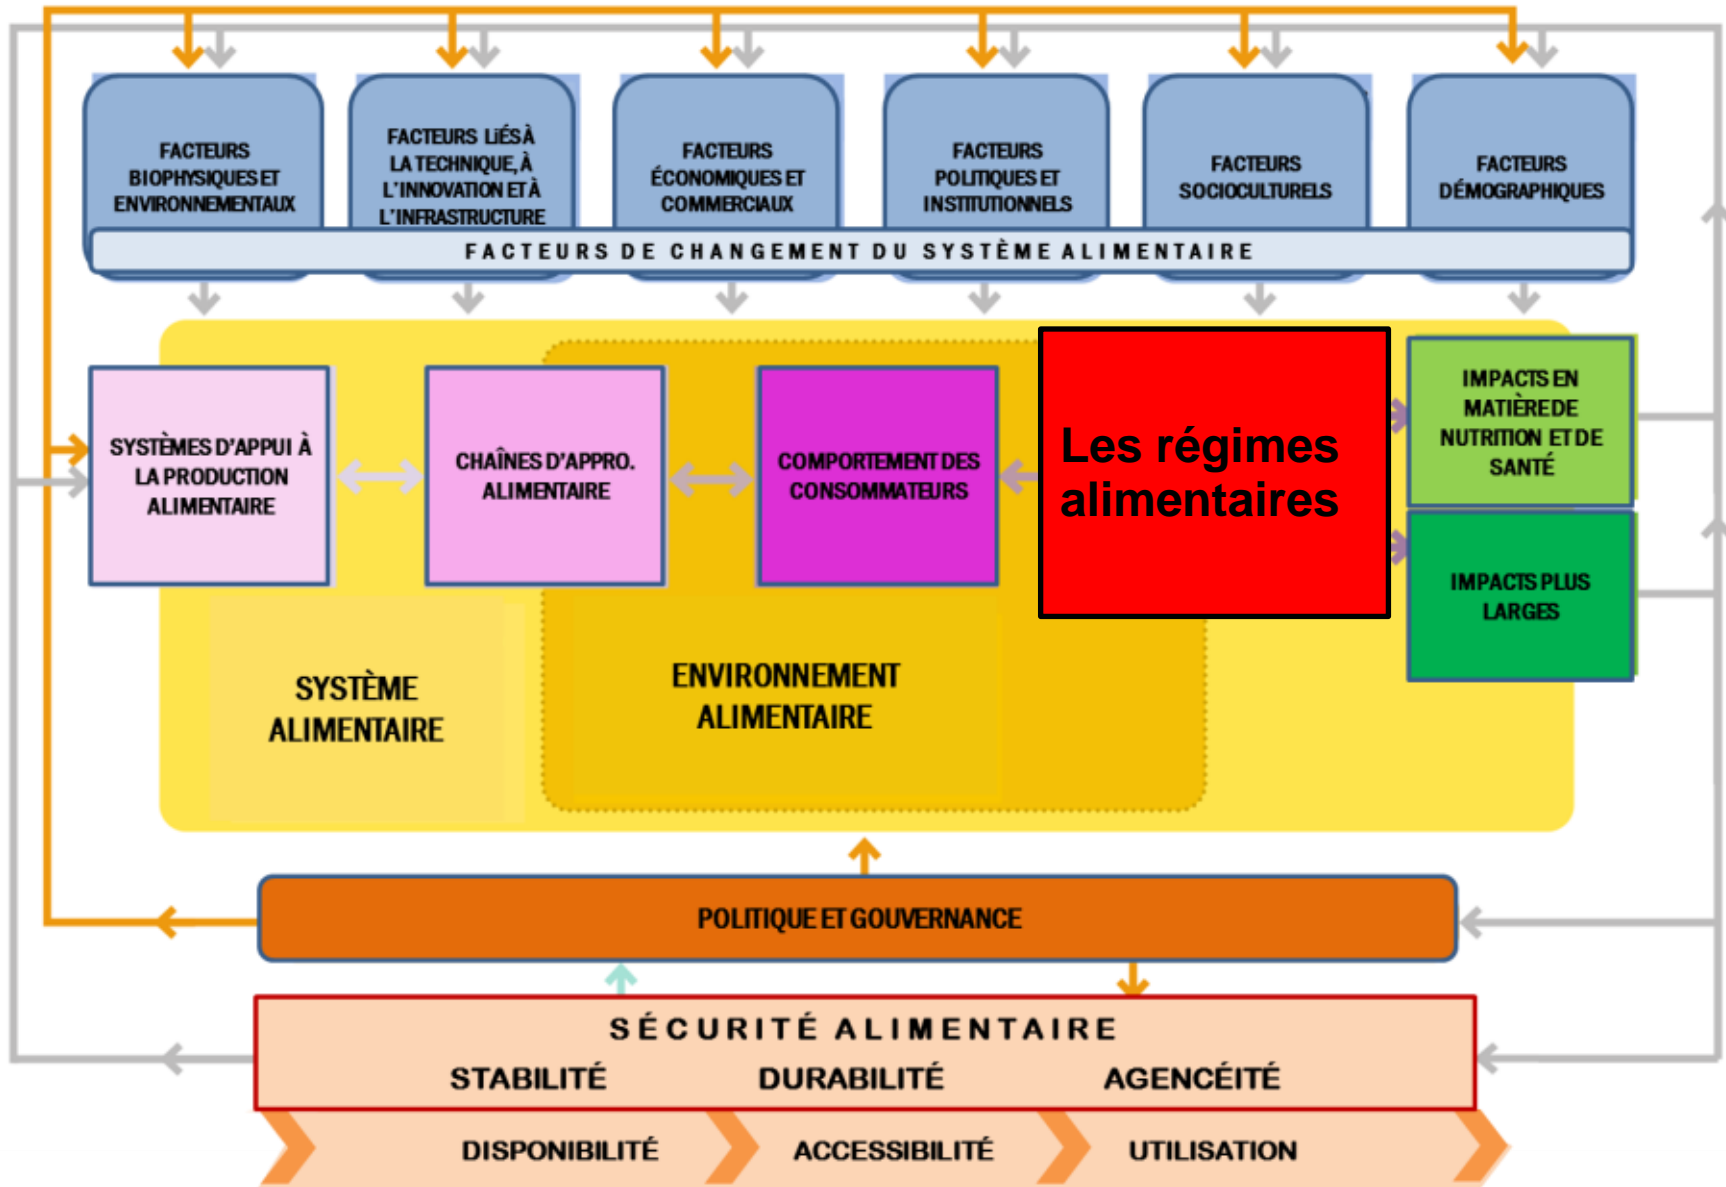 FACTEURS
BIOPHYSIQUES ET
ENVIRONNEMENTAUX
FACTEURS LIÉS À
LA TECHNIQUE, À
L'INNOVATION ET À
L'INFRASTRUCTURE
FACTEURS
ÉCONOMIQUES ET
COMMERCIAUX
FACTEURS
POLITIQUES ET
INSTITUTIONNELS
FACTEURS
SOCIOCULTURELS
FACTEURS
DÉMOGRAPHIQUES
FACTEURS DE CHANGEMENT DU SYSTÈME ALIMENTAIRE
SYSTÈMES D'APPUI À
LA PRODUCTION
ALIMENTAIRE
CHAÎNES D'APPRO.
ALIMENTAIRE
COMPORTEMENT DES
CONSOMMATEURS
Les régimes
alimentaires
IMPACTS EN
MATIÈRE DE
NUTRITION ET DE
SANTÉ
IMPACTS PLUS
LARGES
SYSTÈME
ALIMENTAIRE
ENVIRONNEMENT
ALIMENTAIRE
POLITIQUE ET GOUVERNANCE
SÉCURITÉ ALIMENTAIRE
STABILITÉ DURABILITÉ AGENCÉITÉ
DISPONIBILITÉ ACCESSIBILITÉ UTILISATION